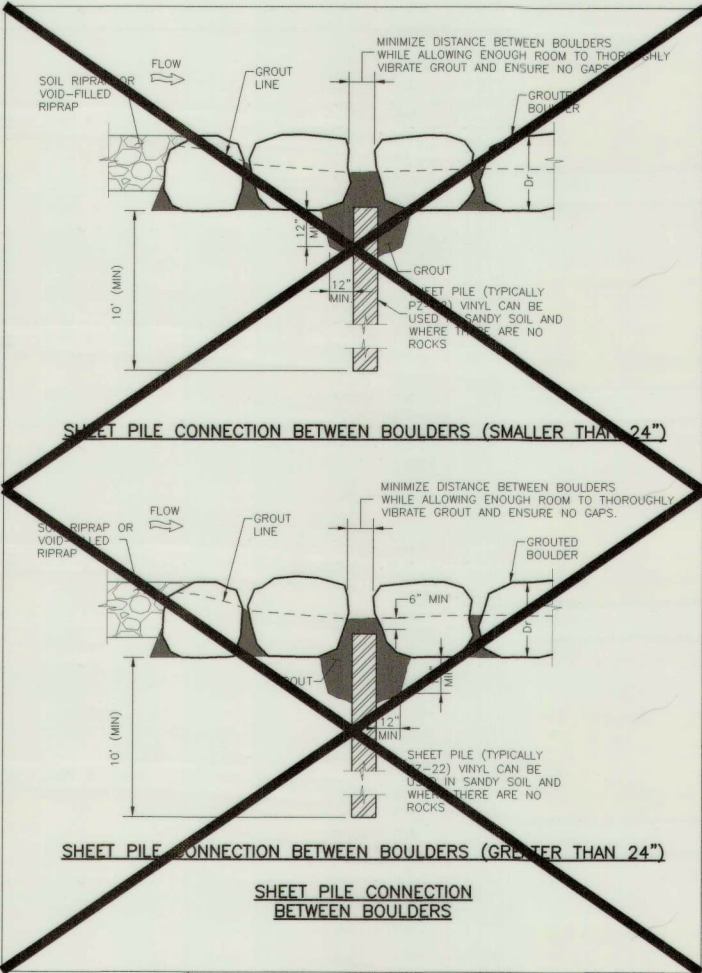 MINIMIZE DISTANCE BETWEEN BOULDERS
WHILE ALLOWING ENOUGH ROOM TO THOROUGHLY
VIBRATE GROUT AND ENSURE NO GAPS.
FLOW
SOIL RIPRAP OR
VOID-FILLED
RIPRAP
GROUT
LINE
GROUTED
BOULDER
Dr
12"
MIN.
10' (MIN)
12"
MIN.
GROUT
SHEET PILE (TYPICALLY
PZ-22) VINYL CAN BE
USED IN SANDY SOIL AND
WHERE THERE ARE NO
ROCKS
SHEET PILE CONNECTION BETWEEN BOULDERS (SMALLER THAN 24")
MINIMIZE DISTANCE BETWEEN BOULDERS
WHILE ALLOWING ENOUGH ROOM TO THOROUGHLY
VIBRATE GROUT AND ENSURE NO GAPS.
FLOW
SOIL RIPRAP OR
VOID-FILLED
RIPRAP
GROUT
LINE
GROUTED
BOULDER
6" MIN
Dr
GROUT
MIN
10' (MIN)
12"
MIN
SHEET PILE (TYPICALLY
PZ-22) VINYL CAN BE
USED IN SANDY SOIL AND
WHERE THERE ARE NO
ROCKS
SHEET PILE CONNECTION BETWEEN BOULDERS (GREATER THAN 24")
SHEET PILE CONNECTION
BETWEEN BOULDERS